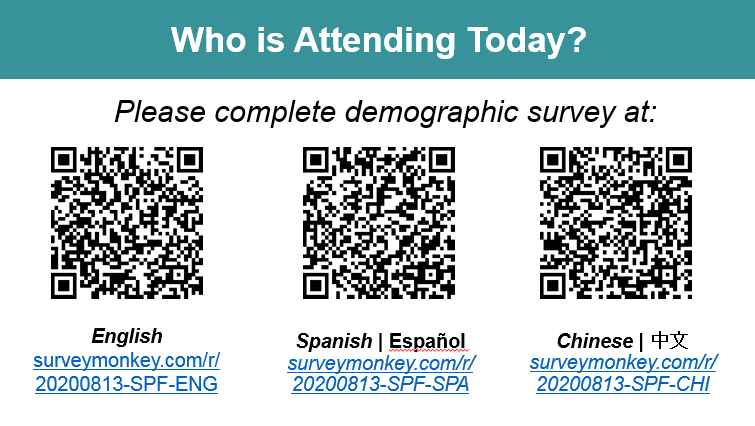 Who is Attending Today?
Please complete demographic survey at:
English
surveymonkey.com/r/
20200813-SPF-ENG
Spanish | Español
surveymonkey.com/r/
20200813-SPF-SPA
Chinese | 中文
surveymonkey.com/r/
20200813-SPF-CHI